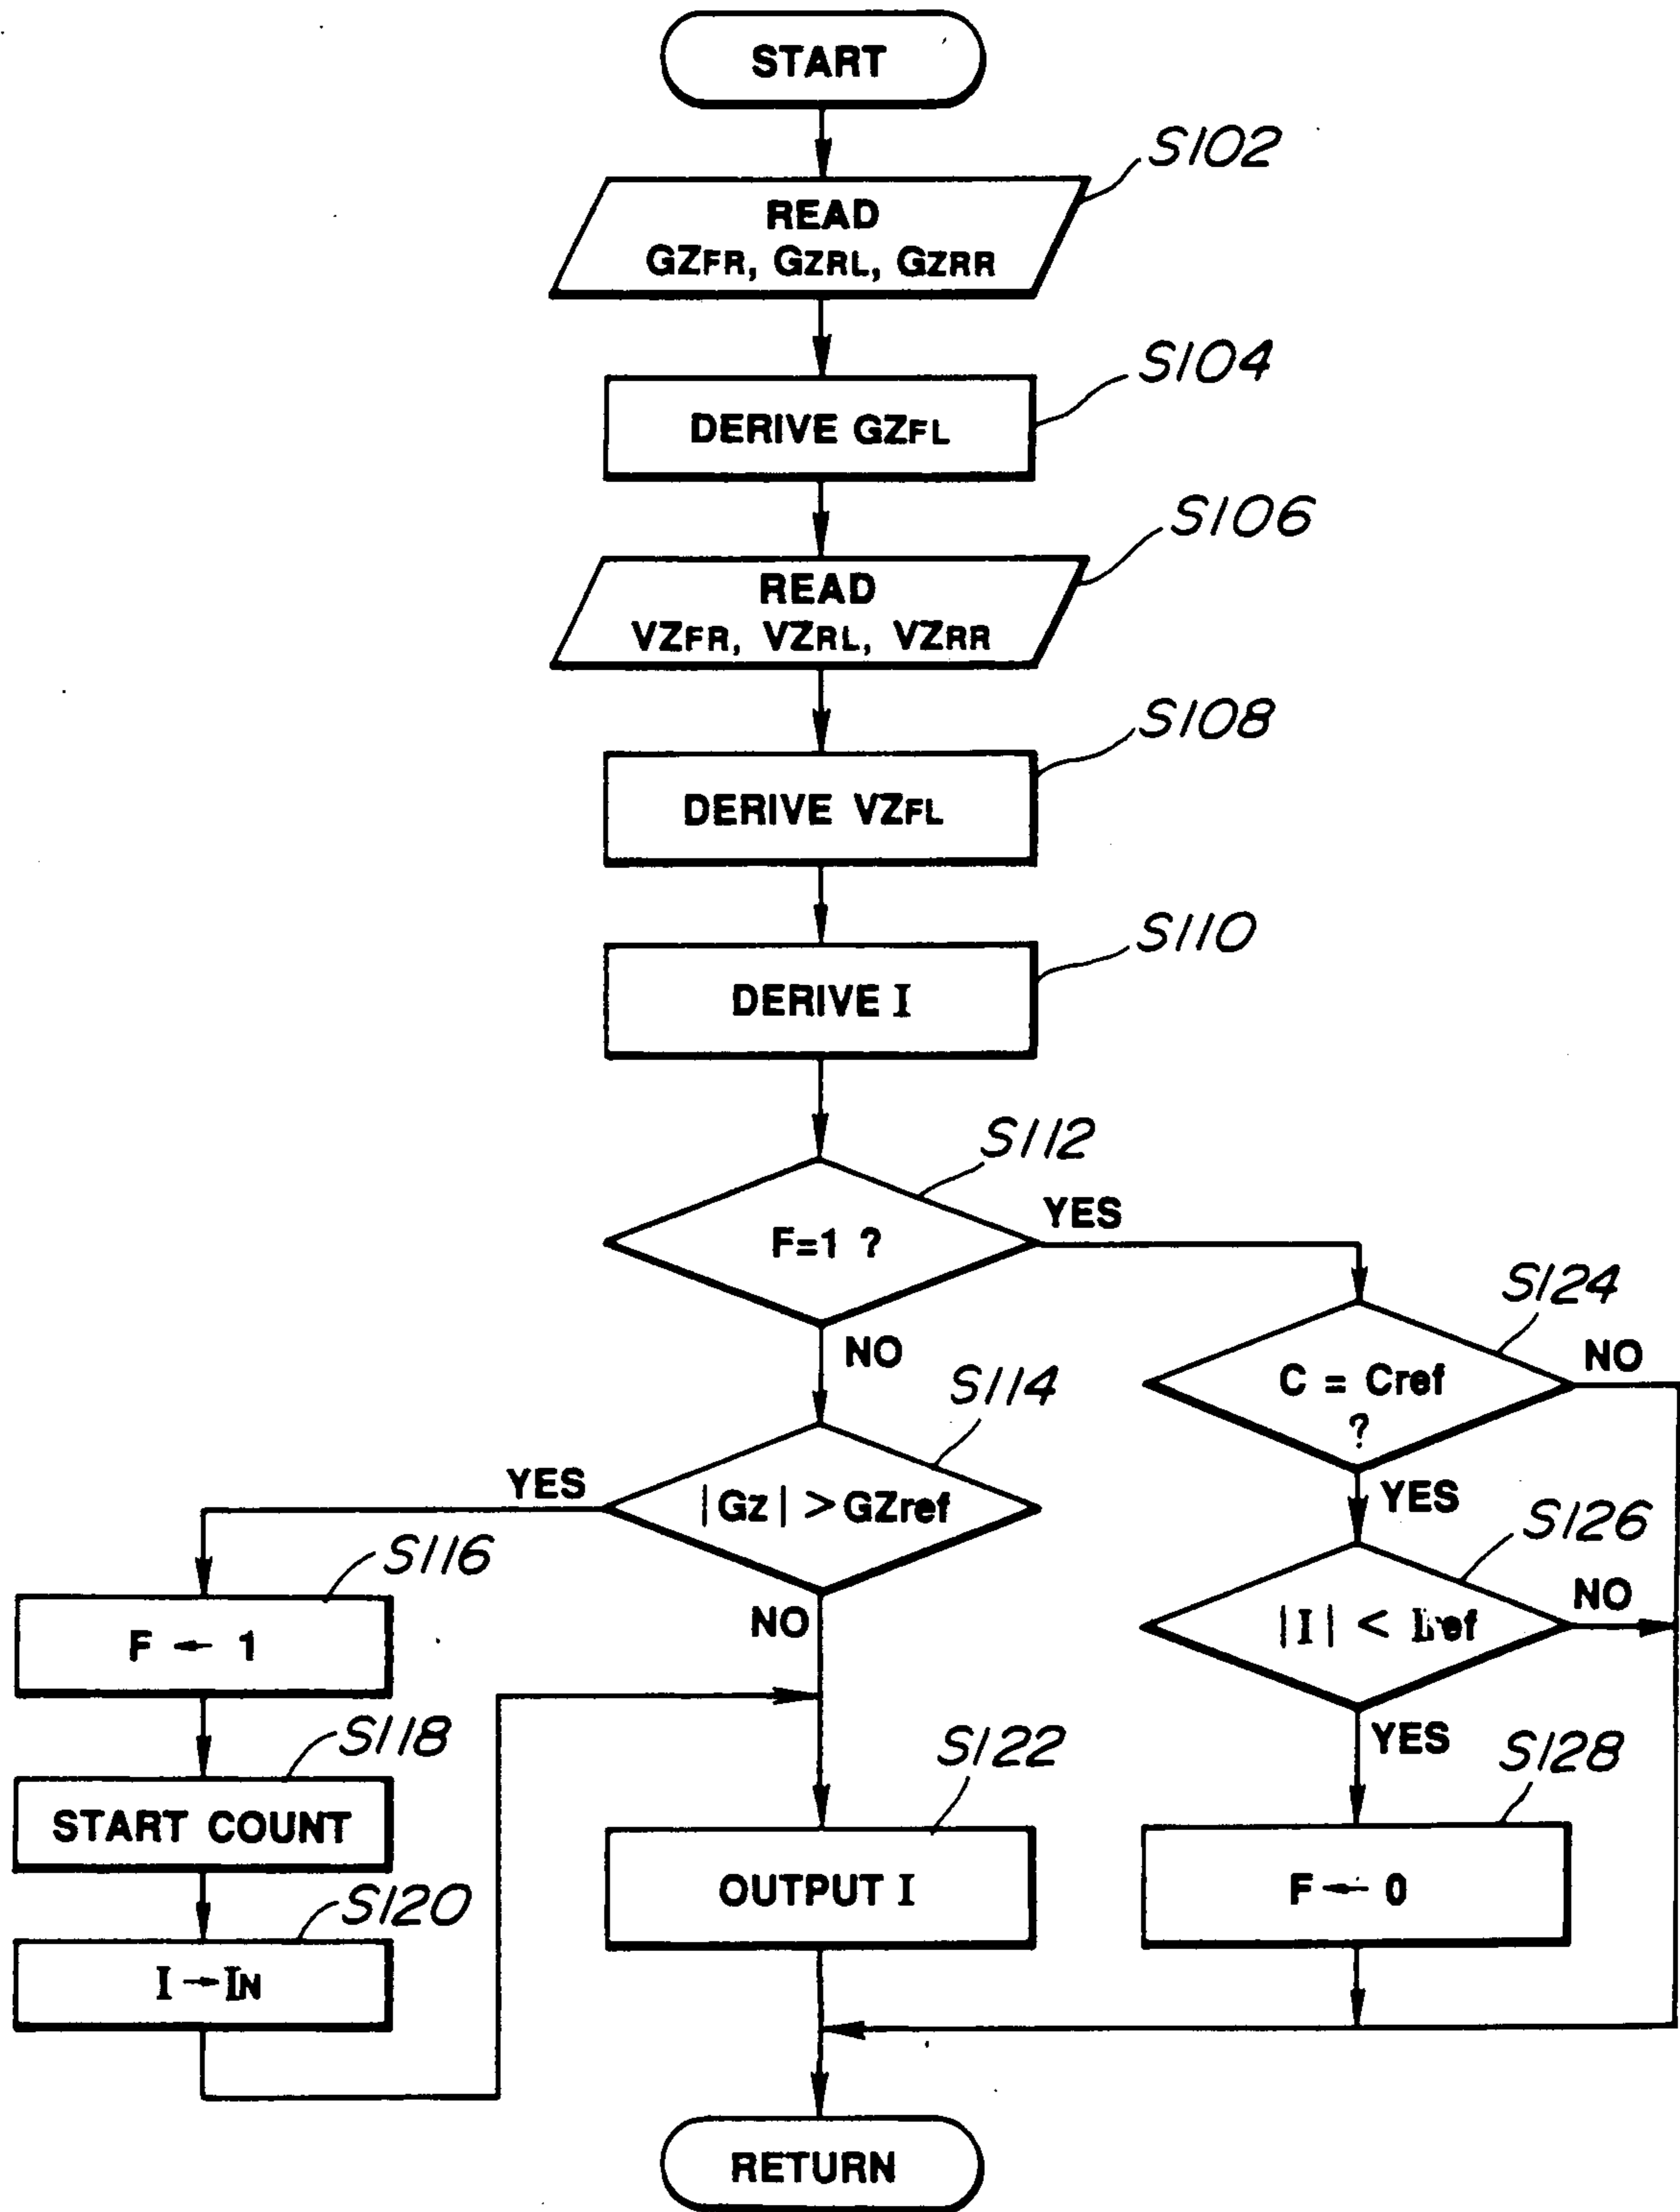 START
S102
READ
GZFR, GZRL, GZRR
S104
DERIVE GZFL
S106
READ
VZFR, VZRL, VZRR
S108
DERIVE VZFL
S110
DERIVE I
S112
F=1 ?
YES
NO
S124
C = Cref
?
NO
YES
S114
|Gz| > GZref
YES
NO
S126
|I| < Iref
NO
YES
S116
F ← 1
S118
START COUNT
S120
I → IN
S122
OUTPUT I
S128
F ← 0
RETURN